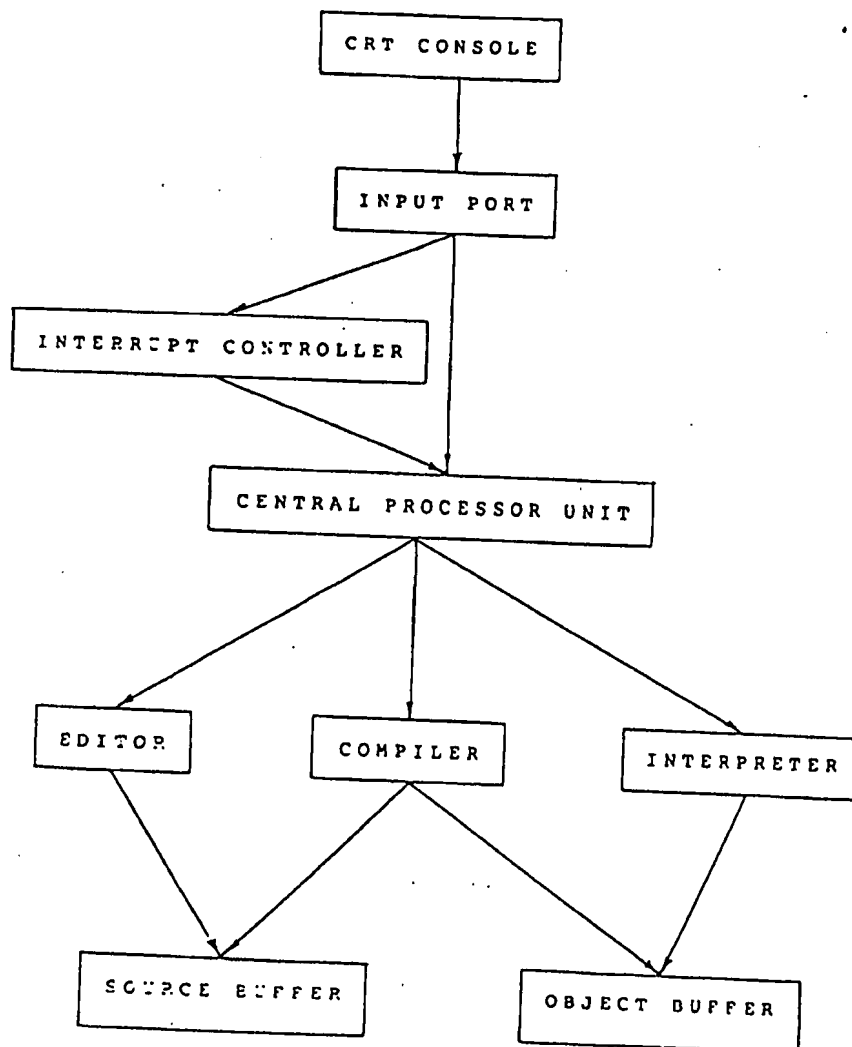 CRT CONSOLE
INPUT PORT
INTERRUPT CONTROLLER
CENTRAL PROCESSOR UNIT
EDITOR
COMPILER
INTERPRETER
SOURCE BUFFER
OBJECT BUFFER